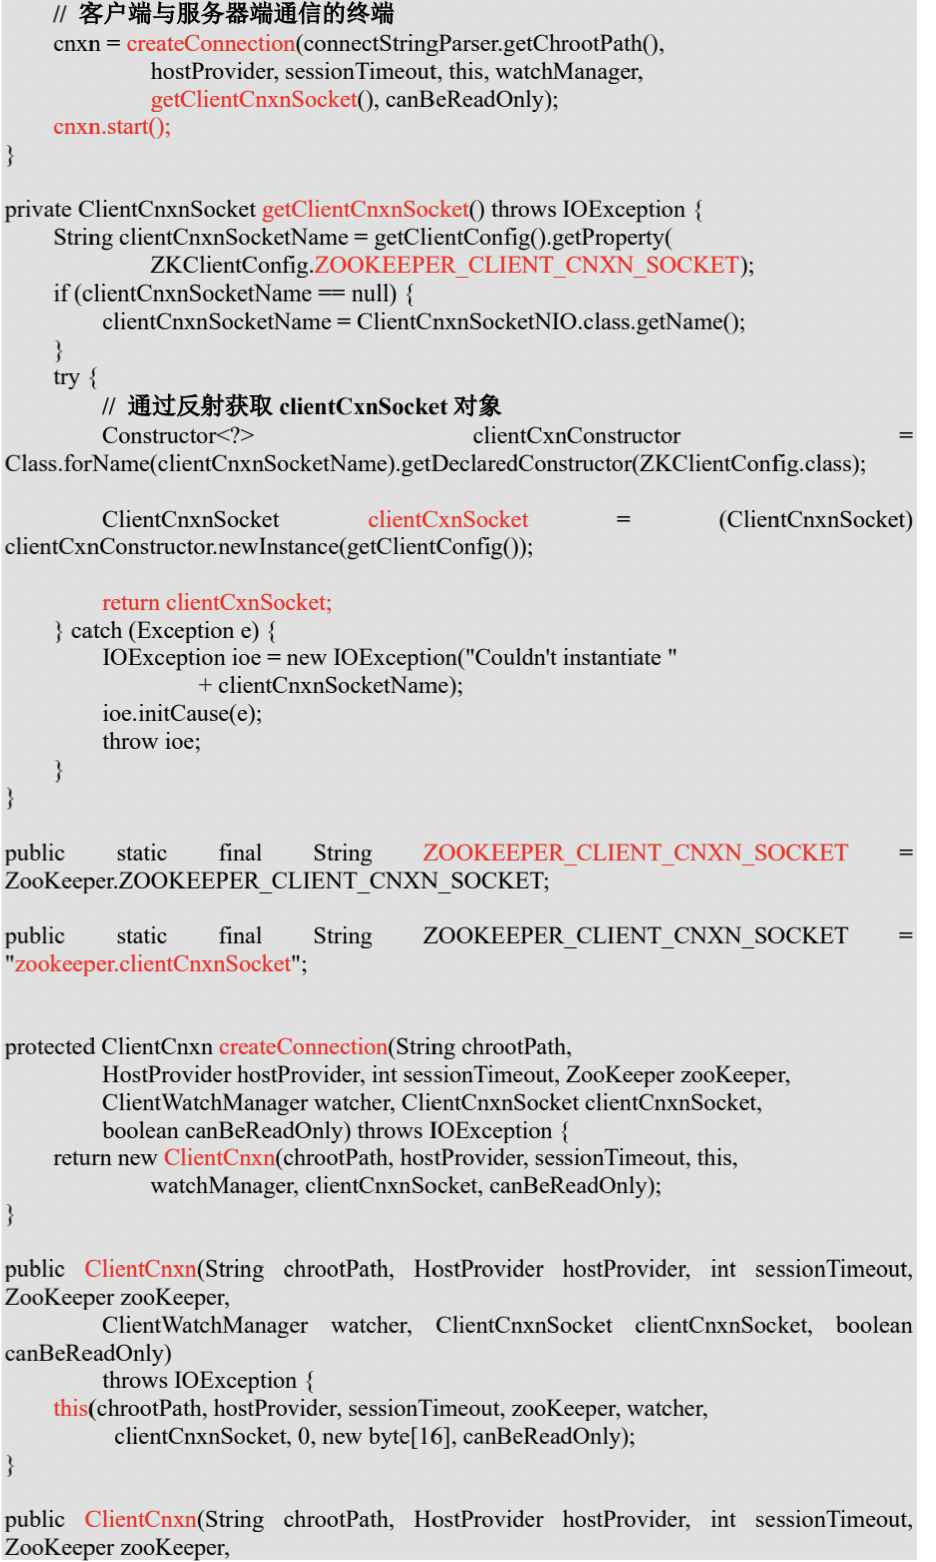 // 客户端与服务器端通信的终端
cnxn = createConnection(connectStringParser.getChrootPath(),
hostProvider, sessionTimeout, this, watchManager,
getClientCnxnSocket(), canBeReadOnly);
cnxn.start();
}
private ClientCnxnSocket getClientCnxnSocket() throws IOException {
String clientCnxnSocketName = getClientConfig().getProperty(
ZKClientConfig.ZOOKEEPER_CLIENT_CNXN_SOCKET);
if (clientCnxnSocketName == null) {
clientCnxnSocketName = ClientCnxnSocketNIO.class.getName();
}
try {
// 通过反射获取 clientCxnSocket 对象
Constructor<?> clientCxnConstructor =
Class.forName(clientCnxnSocketName).getDeclaredConstructor(ZKClientConfig.class);
ClientCnxnSocket clientCxnSocket = (ClientCnxnSocket)
clientCxnConstructor.newInstance(getClientConfig());
return clientCxnSocket;
} catch (Exception e) {
IOException ioe = new IOException("Couldn't instantiate "
+ clientCnxnSocketName);
ioe.initCause(e);
throw ioe;
}
}
public static final String ZOOKEEPER_CLIENT_CNXN_SOCKET =
ZooKeeper.ZOOKEEPER_CLIENT_CNXN_SOCKET;
public static final String ZOOKEEPER_CLIENT_CNXN_SOCKET =
"zookeeper.clientCnxnSocket";
protected ClientCnxn createConnection(String chrootPath,
HostProvider hostProvider, int sessionTimeout, ZooKeeper zooKeeper,
ClientWatchManager watcher, ClientCnxnSocket clientCnxnSocket,
boolean canBeReadOnly) throws IOException {
return new ClientCnxn(chrootPath, hostProvider, sessionTimeout, this,
watchManager, clientCnxnSocket, canBeReadOnly);
}
public ClientCnxn(String chrootPath, HostProvider hostProvider, int sessionTimeout,
ZooKeeper zooKeeper,
ClientWatchManager watcher, ClientCnxnSocket clientCnxnSocket, boolean
canBeReadOnly)
throws IOException {
this(chrootPath, hostProvider, sessionTimeout, zooKeeper, watcher,
clientCnxnSocket, 0, new byte[16], canBeReadOnly);
}
public ClientCnxn(String chrootPath, HostProvider hostProvider, int sessionTimeout,
ZooKeeper zooKeeper,